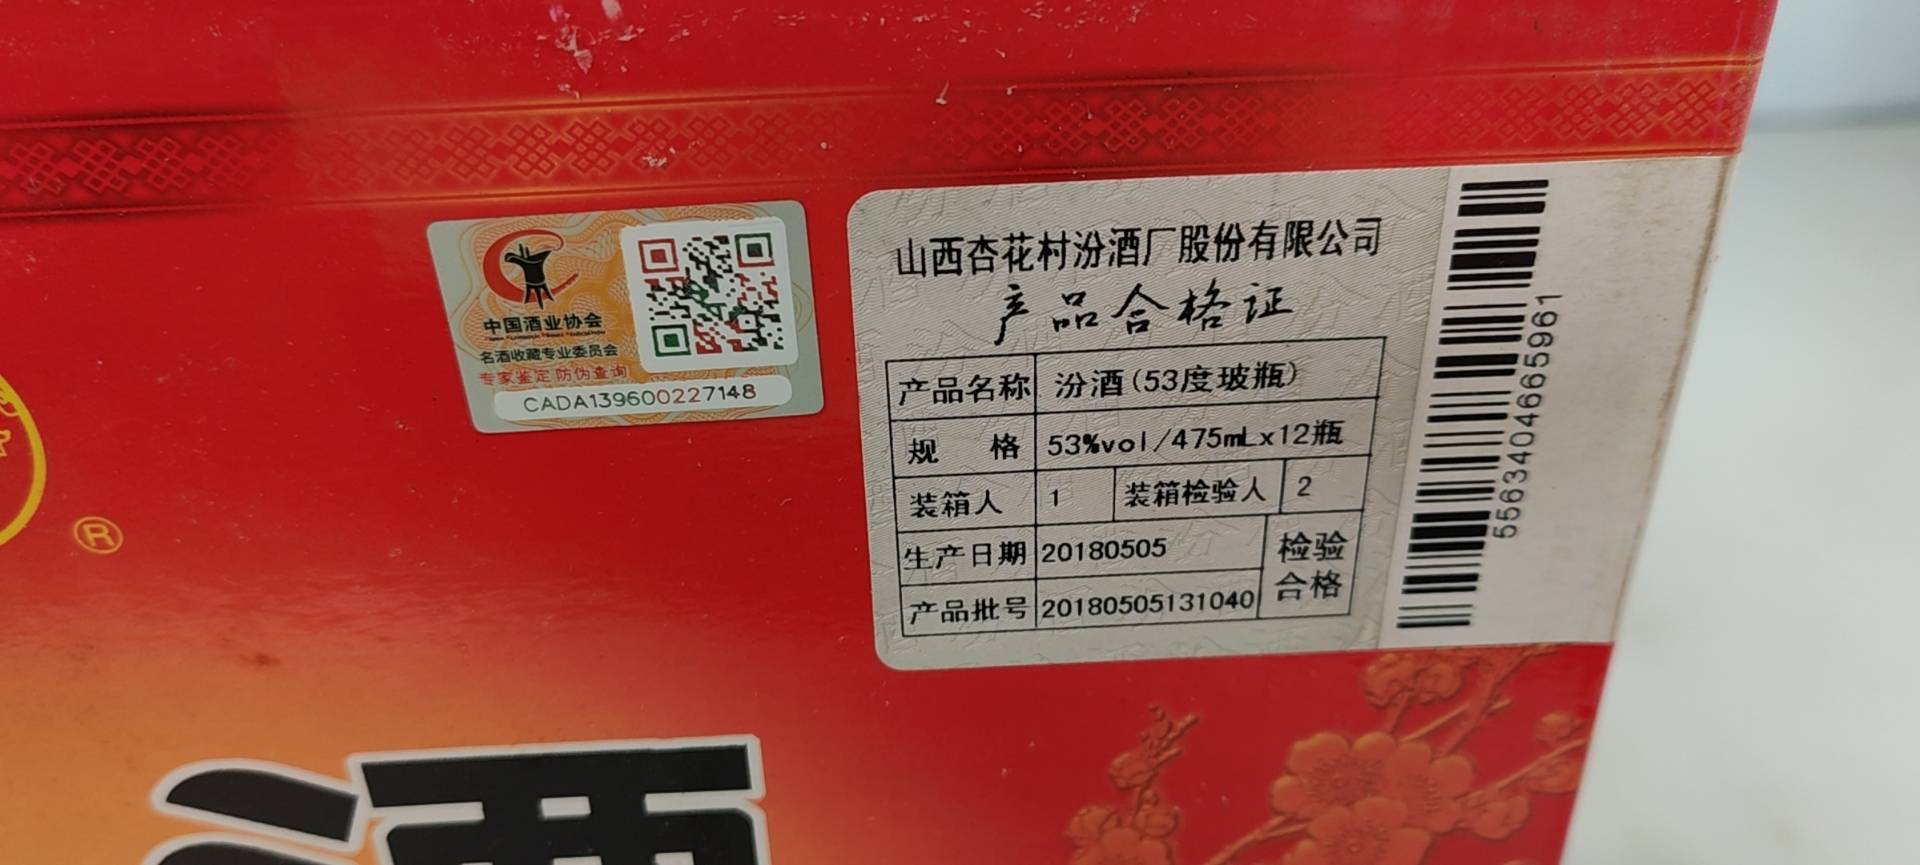 中国酒业协会
名酒收藏专业委员会
专家鉴定 防伪查询
CADA139600227148
®
山西杏花村汾酒厂股份有限公司
产品合格证
产品名称 汾酒(53度玻瓶)
规 格 53%vol/475mLx12瓶
装箱人 1 装箱检验人 2
生产日期 20180505 检验
产品批号 20180505131040 合格
5563404665961
酒